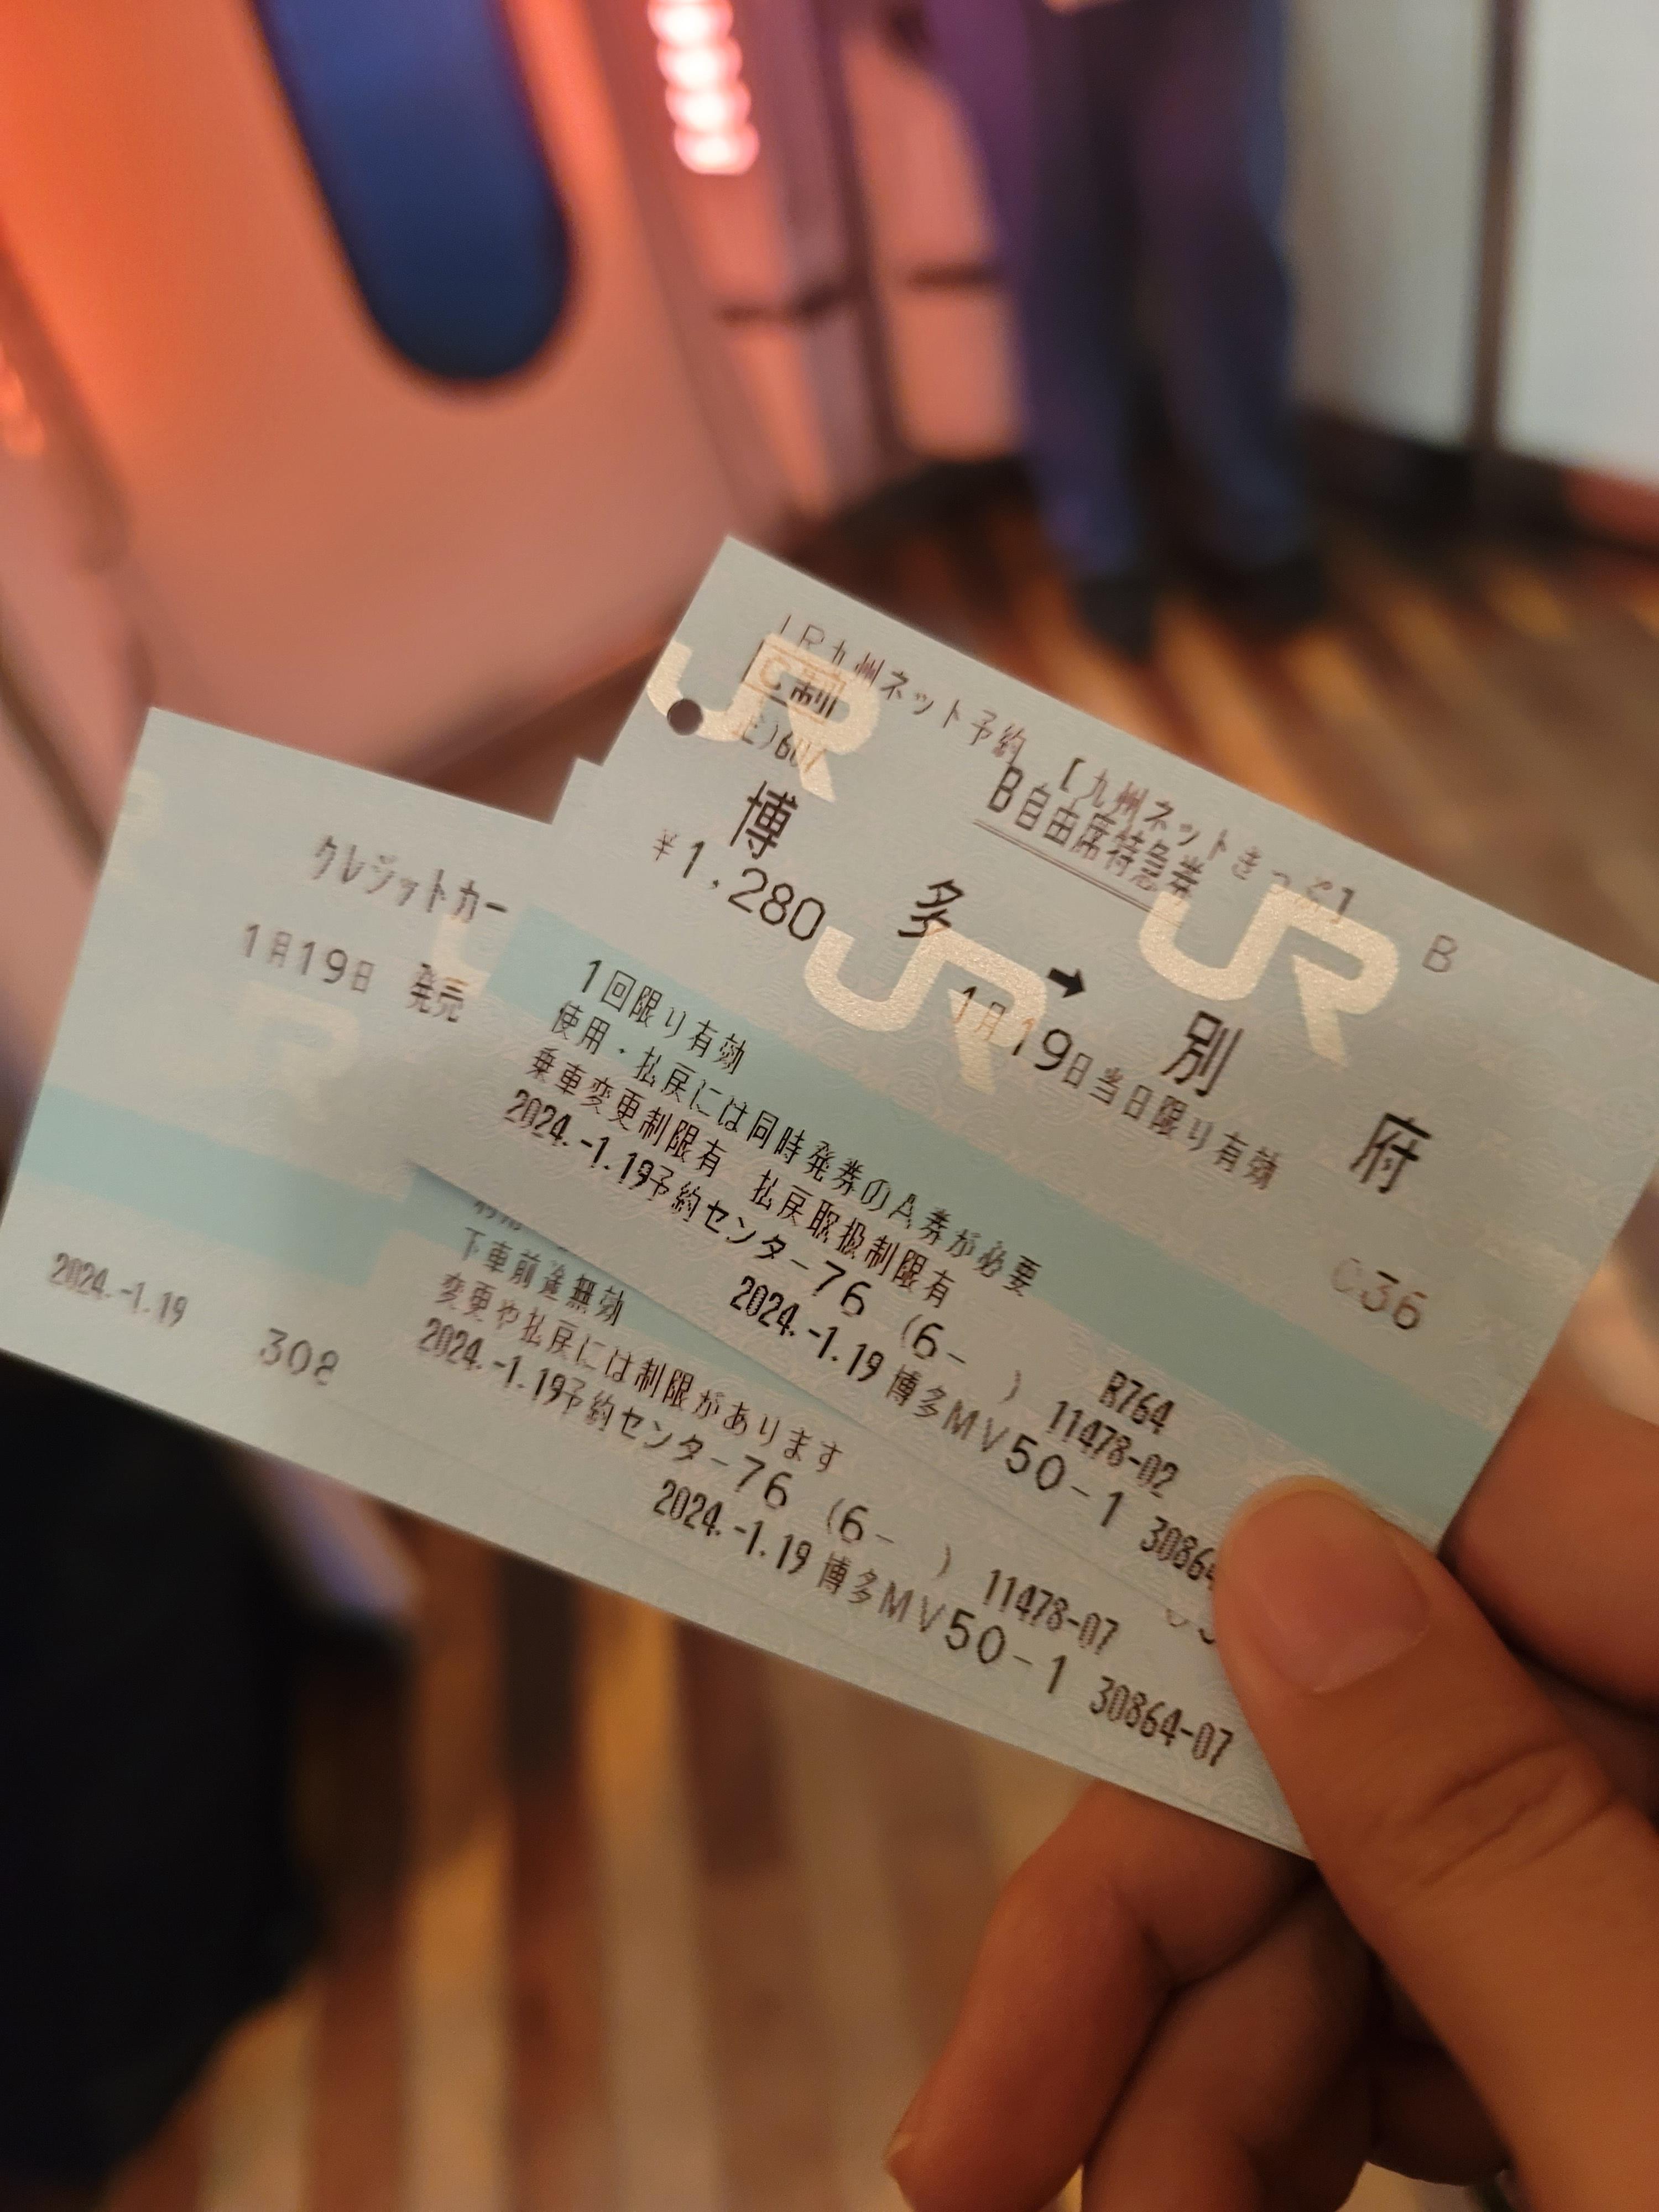 JR九州ネット予約 【九州ネットきっぷ】
C制
B自由席特急券
B
博 多 → 別 府
¥1,280
1月19日当日限り有効
1回限り有効
使用・払戻には同時発券のA券が必要
乗車変更制限有 払戻取扱制限有
2024.-1.19予約センター76 (6- ) 11478-02
2024.-1.19 博多MV50-1
R764
036
クレジットカー
1月19日 発売
2024.-1.19
下車前途無効
変更や払戻には制限があります
2024.-1.19予約センター76 (6- ) 11478-07
2024.-1.19 博多MV50-1 30864-07
JR
JR
JR